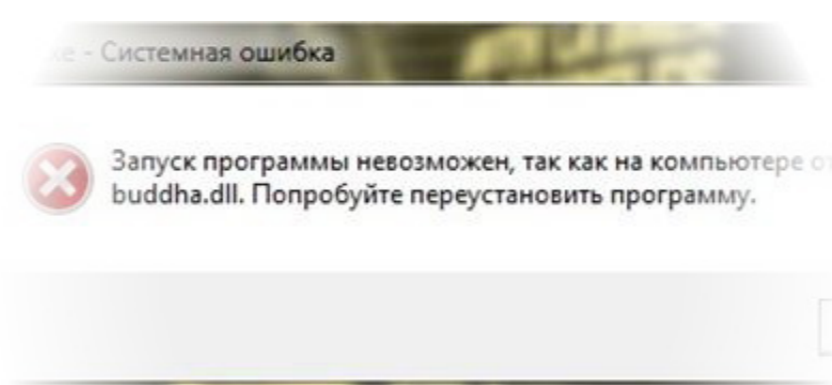 - Системная ошибка
Запуск программы невозможен, так как на компьютере
buddha.dll. Попробуйте переустановить программу.